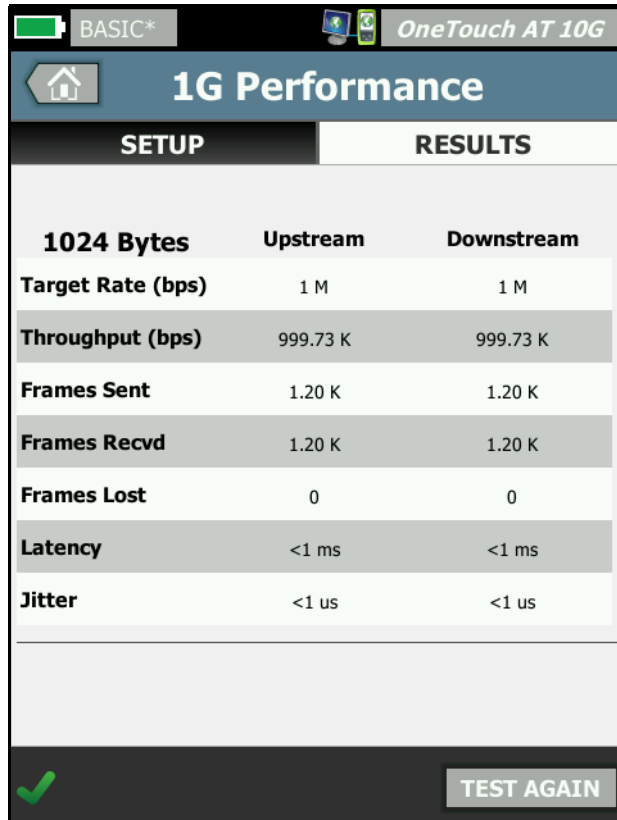 BASIC* OneTouch AT 10G
1G Performance
SETUP RESULTS
1024 Bytes Upstream Downstream
Target Rate (bps) 1 M 1 M
Throughput (bps) 999.73 K 999.73 K
Frames Sent 1.20 K 1.20 K
Frames Recvd 1.20 K 1.20 K
Frames Lost 0 0
Latency <1 ms <1 ms
Jitter <1 us <1 us
TEST AGAIN